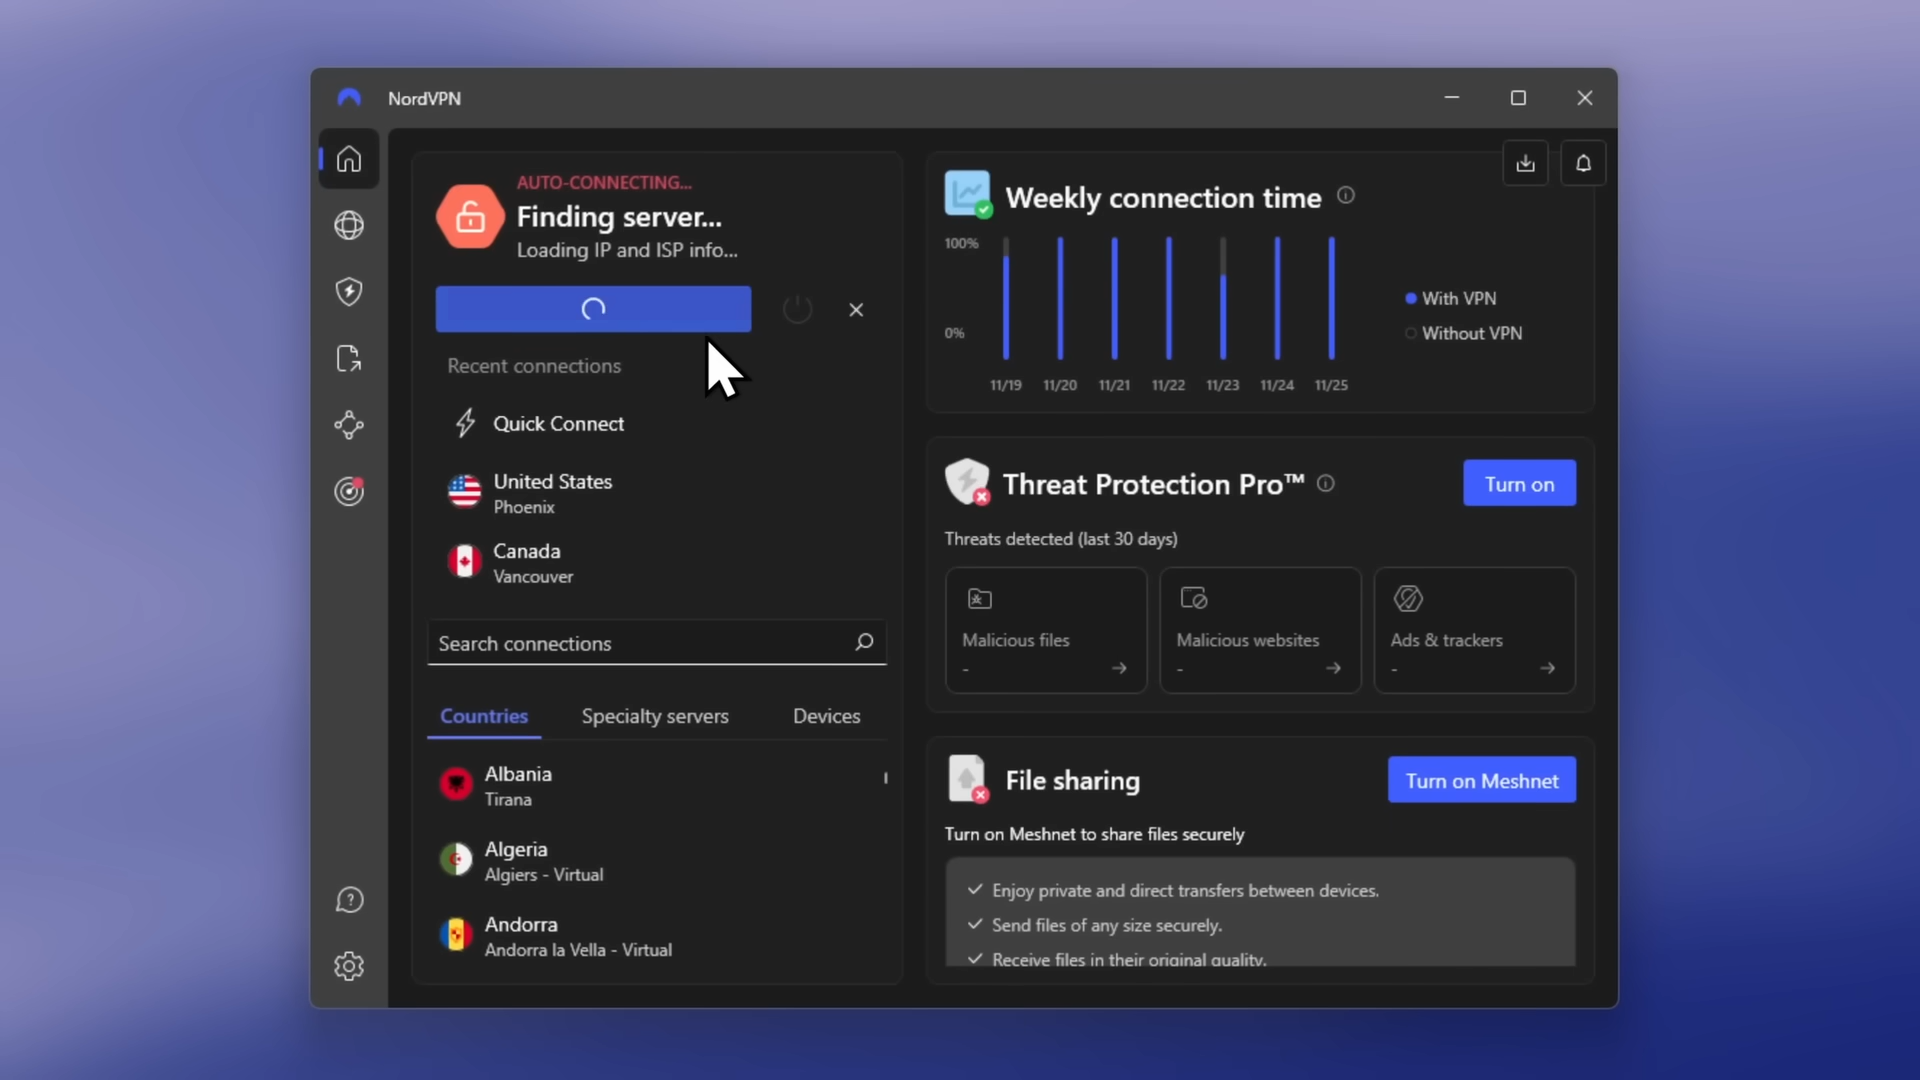 NordVPN
AUTO-CONNECTING...
Finding server...
Loading IP and ISP info...
Recent connections
Quick Connect
United States
Phoenix
Canada
Vancouver
Search connections
Countries
Specialty servers
Devices
Albania
Tirana
Algeria
Algiers - Virtual
Andorra
Andorra la Vella - Virtual
Weekly connection time
100%
0%
11/19 11/20 11/21 11/22 11/23 11/24 11/25
With VPN
Without VPN
Threat Protection Pro™
Turn on
Threats detected (last 30 days)
Malicious files
-
Malicious websites
-
Ads & trackers
-
File sharing
Turn on Meshnet
Turn on Meshnet to share files securely
Enjoy private and direct transfers between devices.
Send files of any size securely.
Receive files in their original quality.